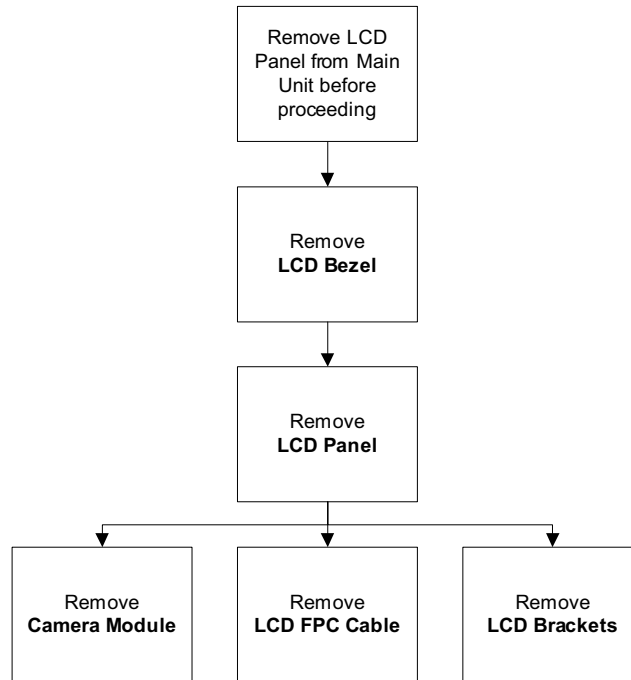 Remove LCD
Panel from Main
Unit before
proceeding
Remove
LCD Bezel
Remove
LCD Panel
Remove
Camera Module
Remove
LCD FPC Cable
Remove
LCD Brackets